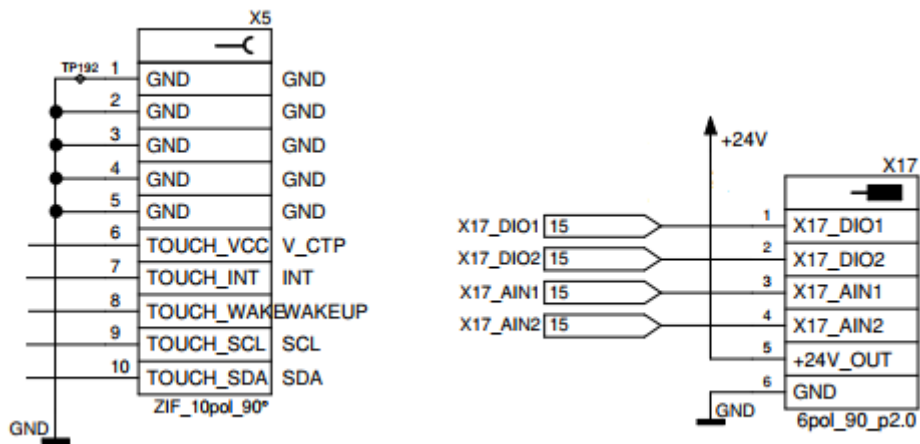 X5
TP192 1 GND GND
2 GND GND
3 GND GND
4 GND GND
5 GND GND
6 TOUCH_VCC V_CTP
7 TOUCH_INT INT
8 TOUCH_WAKEWAKEUP
9 TOUCH_SCL SCL
10 TOUCH_SDA SDA
ZIF_10pol_90°
GND
+24V
X17
X17_DIO1 15 1 X17_DIO1
X17_DIO2 15 2 X17_DIO2
X17_AIN1 15 3 X17_AIN1
X17_AIN2 15 4 X17_AIN2
5 +24V_OUT
6 GND
GND
6pol_90_p2.0